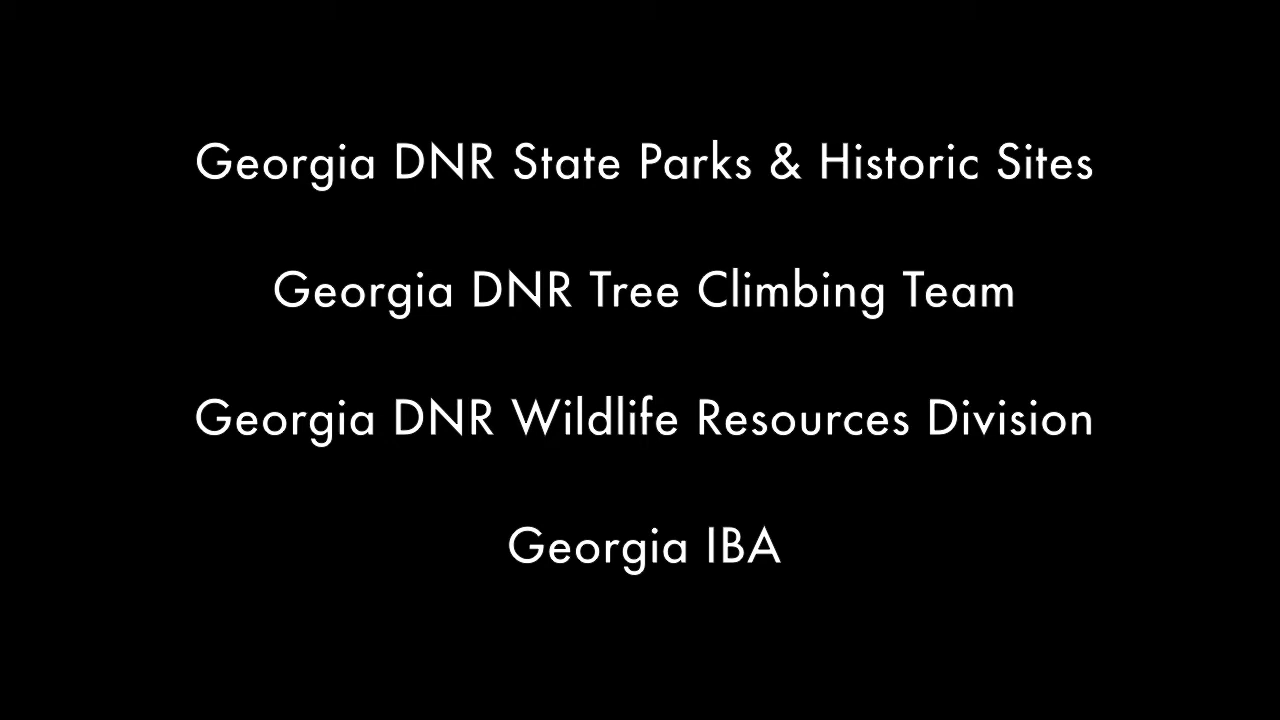 Georgia DNR State Parks & Historic Sites
Georgia DNR Tree Climbing Team
Georgia DNR Wildlife Resources Division
Georgia IBA